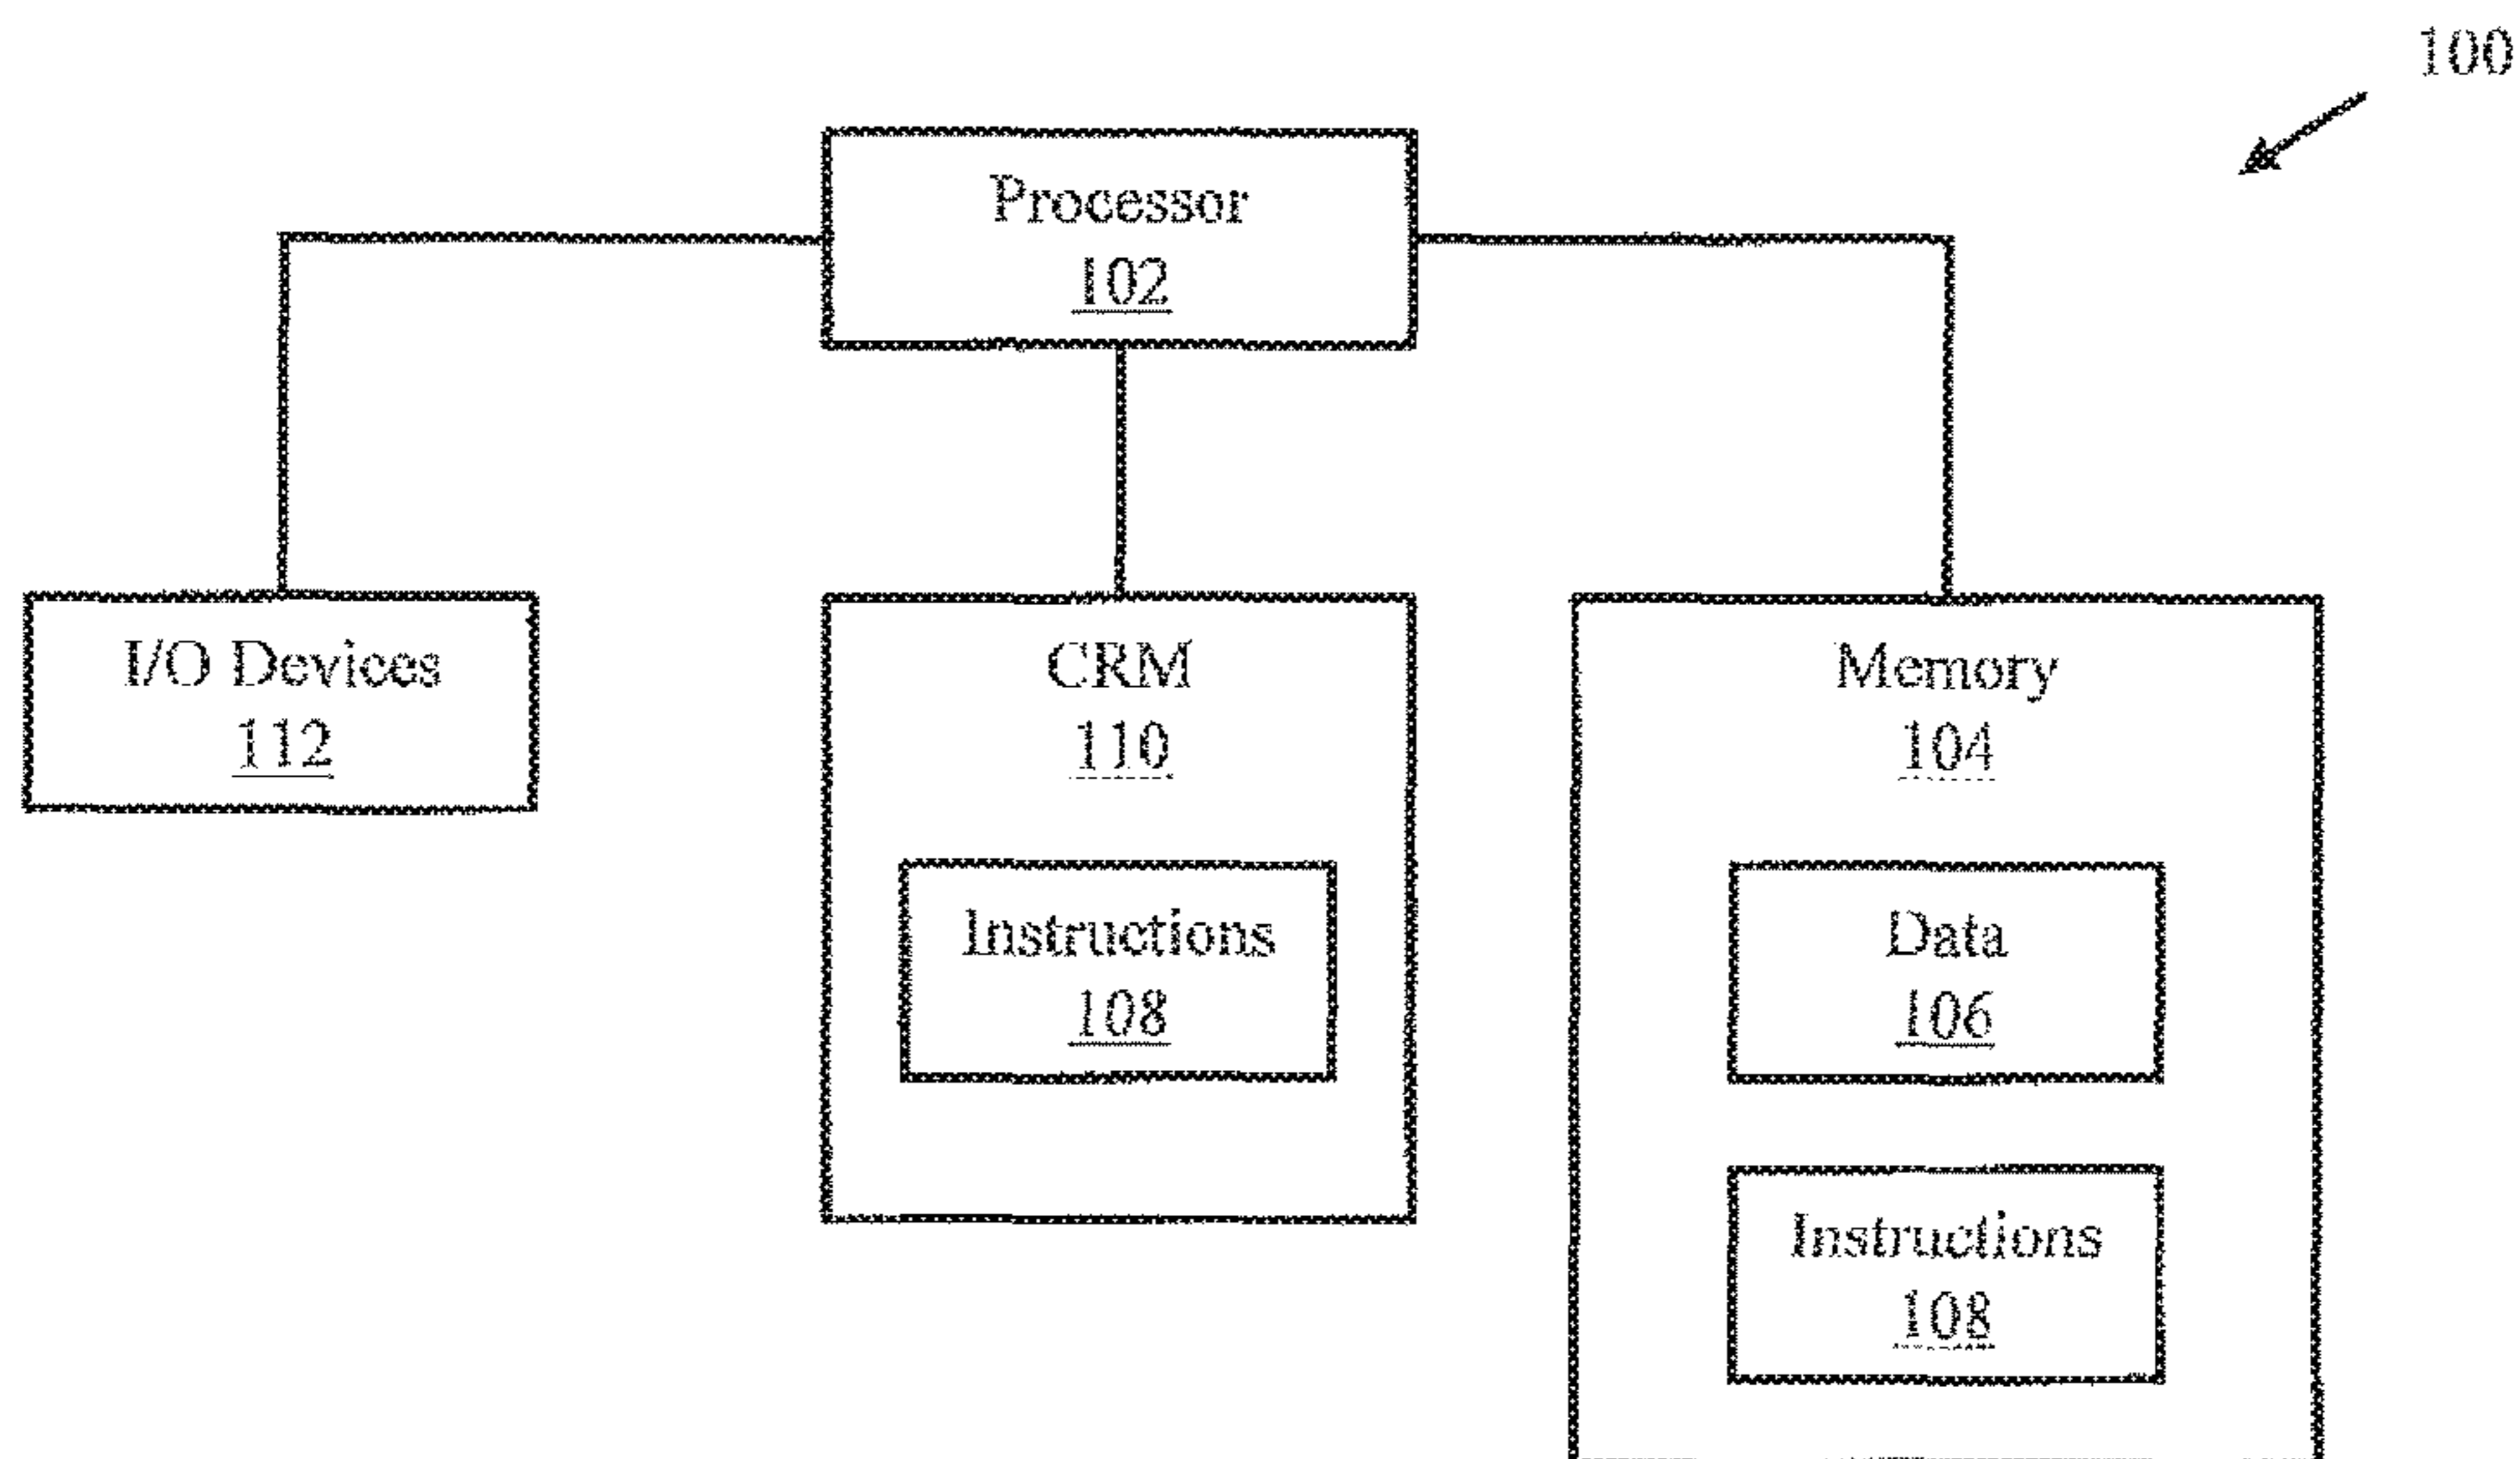 100
Processor
102
I/O Devices
112
CRM
110
Instructions
108
Memory
104
Data
106
Instructions
108